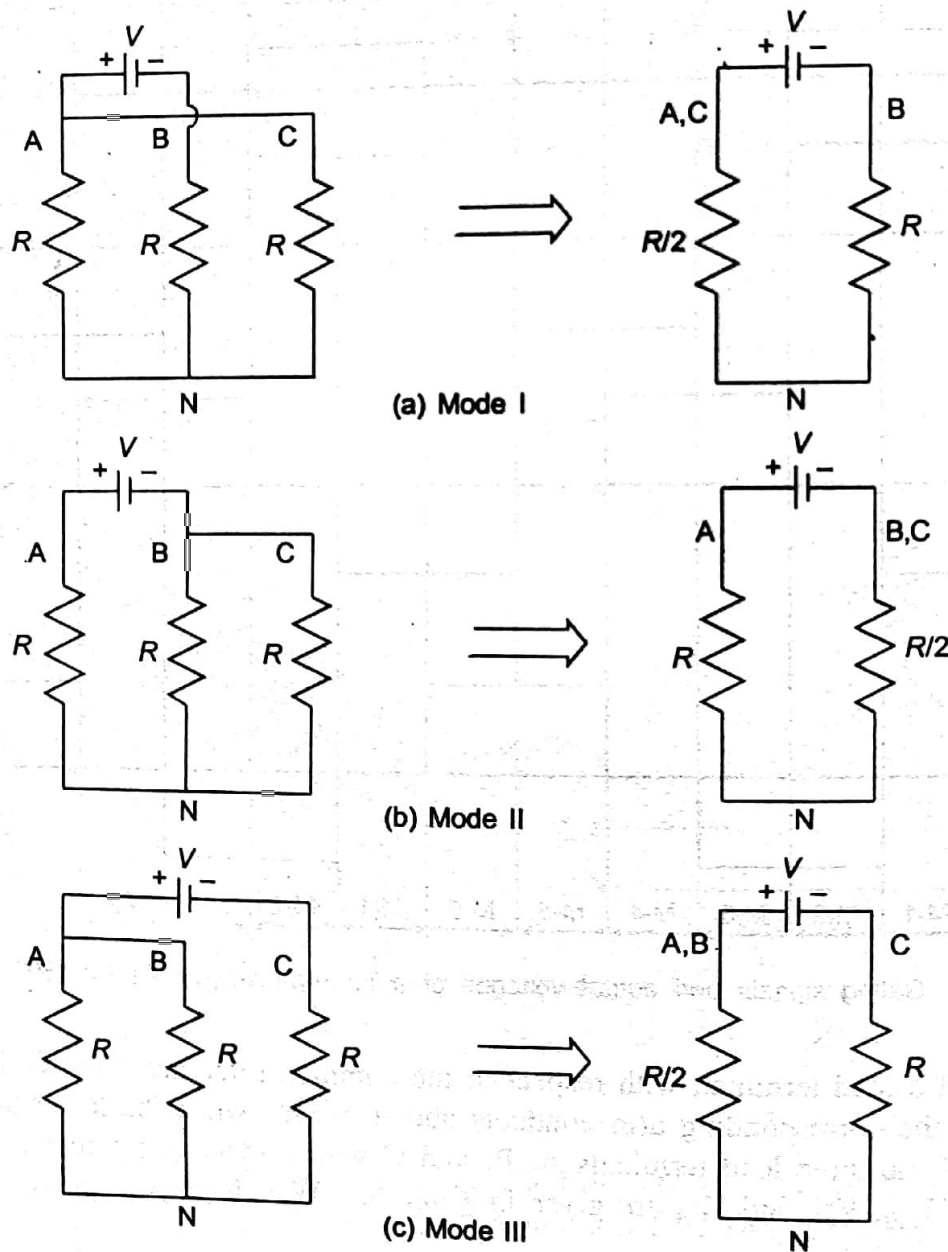 V
+ −
A B C
R R R
N
V
+ −
A,C B
R/2 R
N
(a) Mode I
V
+ −
A B C
R R R
N
V
+ −
A B,C
R R/2
N
(b) Mode II
V
+ −
A B C
R R R
N
V
+ −
A,B C
R/2 R
N
(c) Mode III